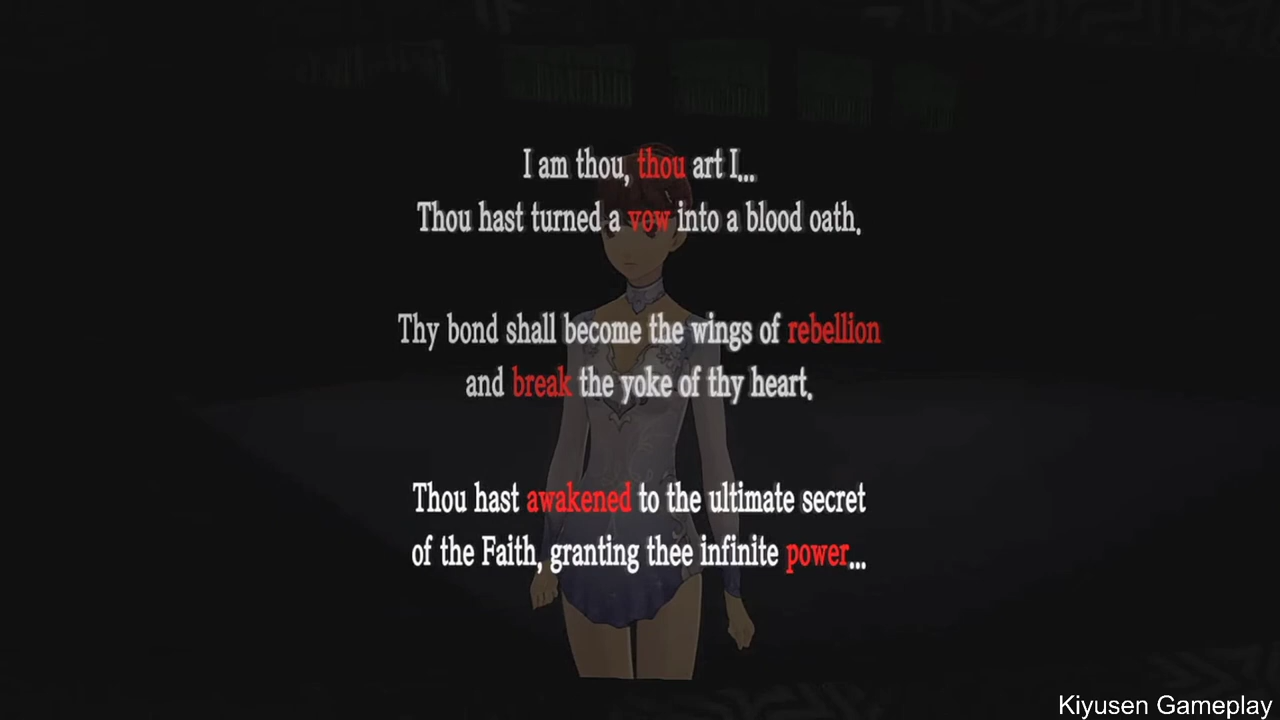 I am thou, thou art I...
Thou hast turned a vow into a blood oath.
Thy bond shall become the wings of rebellion
and break the yoke of thy heart.
Thou hast awakened to the ultimate secret
of the Faith, granting thee infinite power...
Kiyusen Gameplay